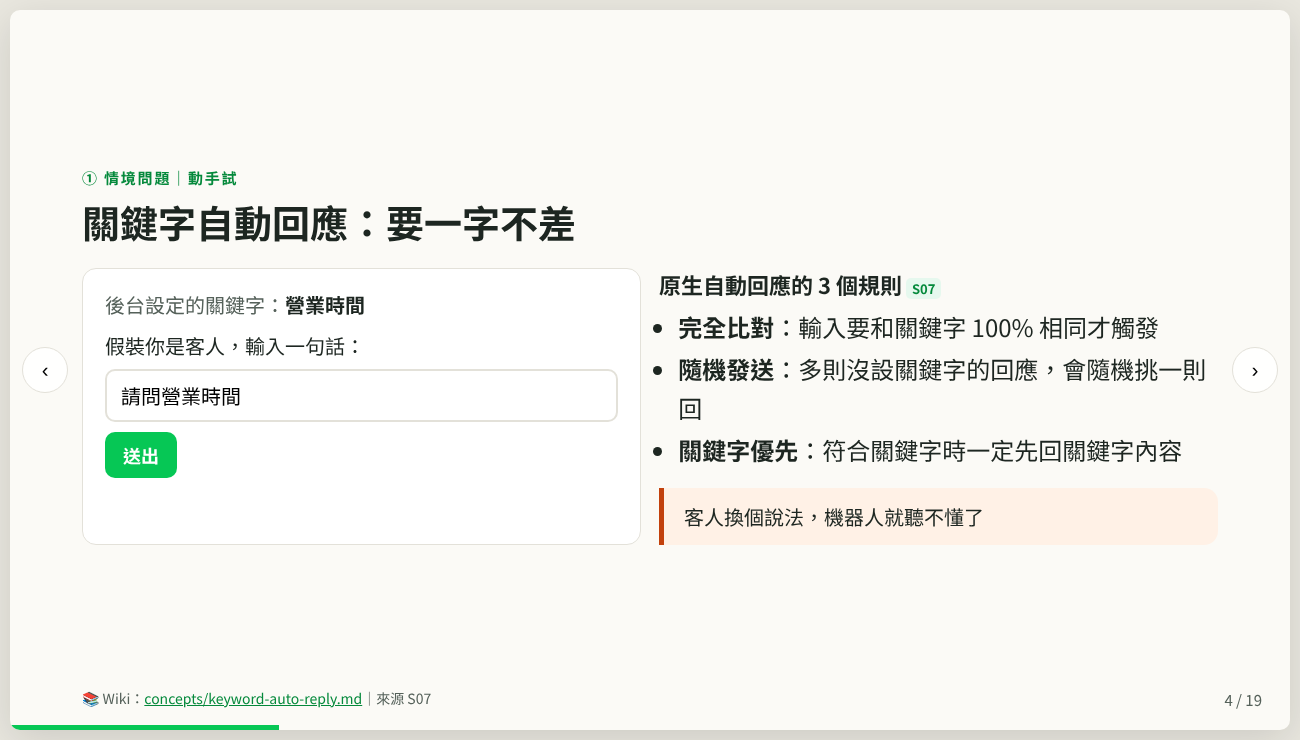 ① 情境問題｜動手試
關鍵字自動回應：要一字不差
後台設定的關鍵字：營業時間
假裝你是客人，輸入一句話：
請問營業時間
送出
原生自動回應的 3 個規則 S07
完全比對：輸入要和關鍵字 100% 相同才觸發
隨機發送：多則沒設關鍵字的回應，會隨機挑一則
回
關鍵字優先：符合關鍵字時一定先回關鍵字內容
客人換個說法，機器人就聽不懂了
‹
›
📚 Wiki：concepts/keyword-auto-reply.md｜來源 S07
4 / 19